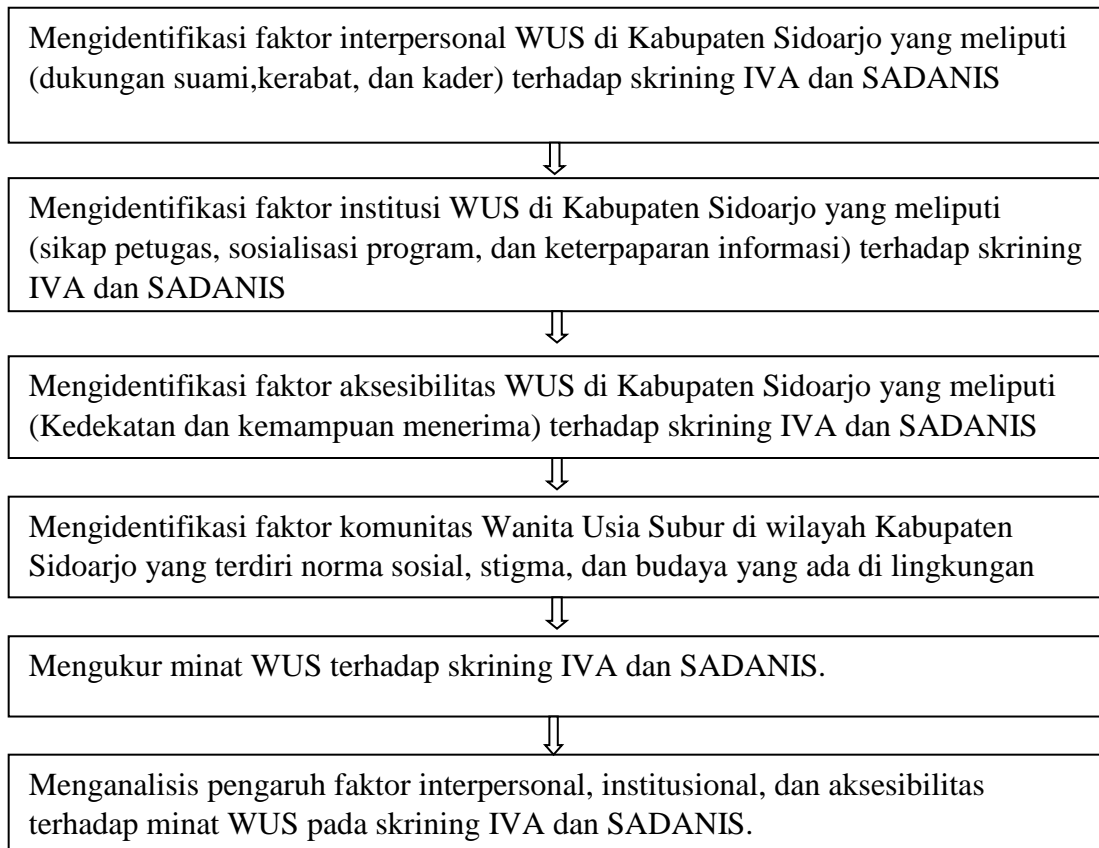 Mengidentifikasi faktor interpersonal WUS di Kabupaten Sidoarjo yang meliputi
(dukungan suami,kerabat, dan kader) terhadap skrining IVA dan SADANIS
Mengidentifikasi faktor institusi WUS di Kabupaten Sidoarjo yang meliputi
(sikap petugas, sosialisasi program, dan keterpaparan informasi) terhadap skrining
IVA dan SADANIS
Mengidentifikasi faktor aksesibilitas WUS di Kabupaten Sidoarjo yang meliputi
(Kedekatan dan kemampuan menerima) terhadap skrining IVA dan SADANIS
Mengidentifikasi faktor komunitas Wanita Usia Subur di wilayah Kabupaten
Sidoarjo yang terdiri norma sosial, stigma, dan budaya yang ada di lingkungan
Mengukur minat WUS terhadap skrining IVA dan SADANIS.
Menganalisis pengaruh faktor interpersonal, institusional, dan aksesibilitas
terhadap minat WUS pada skrining IVA dan SADANIS.